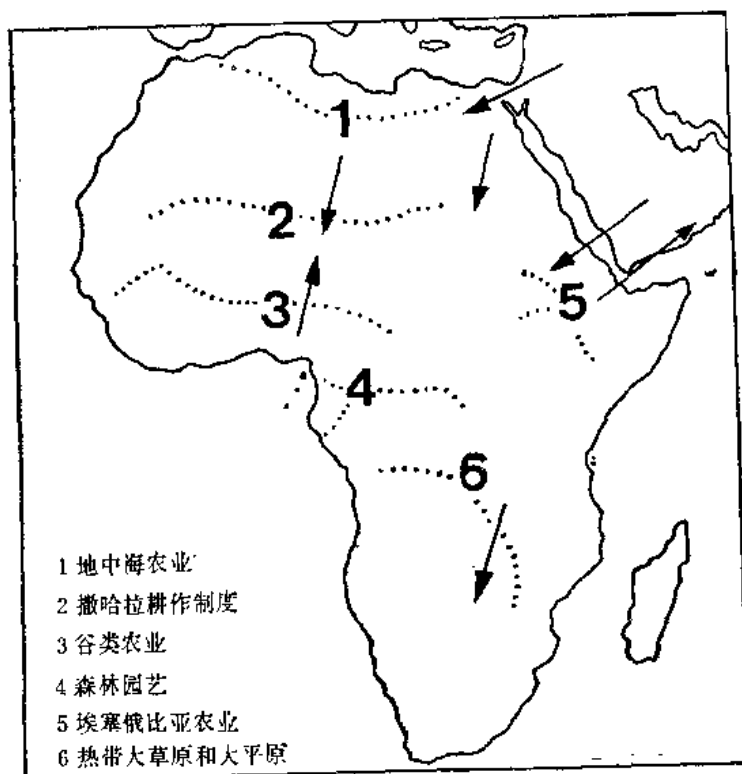 1
2
3
4
5
6
1 地中海农业
2 撒哈拉耕作制度
3 谷类农业
4 森林园艺
5 埃塞俄比亚农业
6 热带大草原和大平原